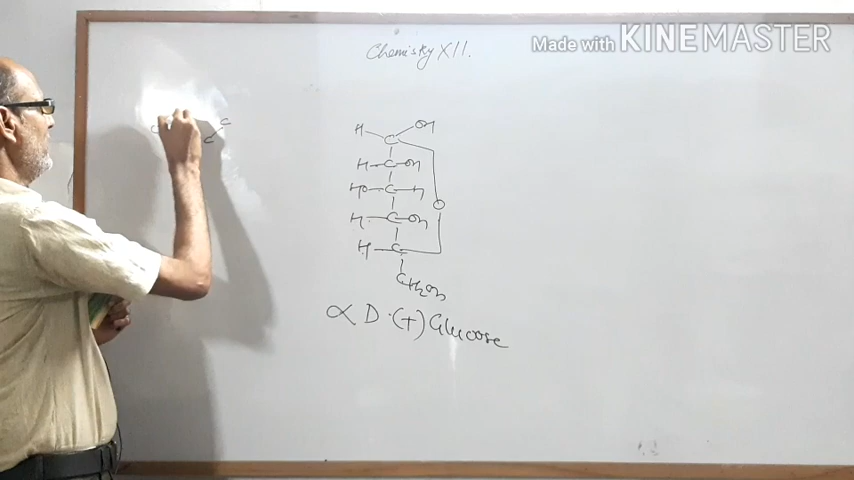 Made with KINEMASTER
Chemistry XII.
H OH
C
C C
C
H-C-OH
HO-C-H
O
H-C-OH
H-C
CH2OH
∝ D.(+) Glucose